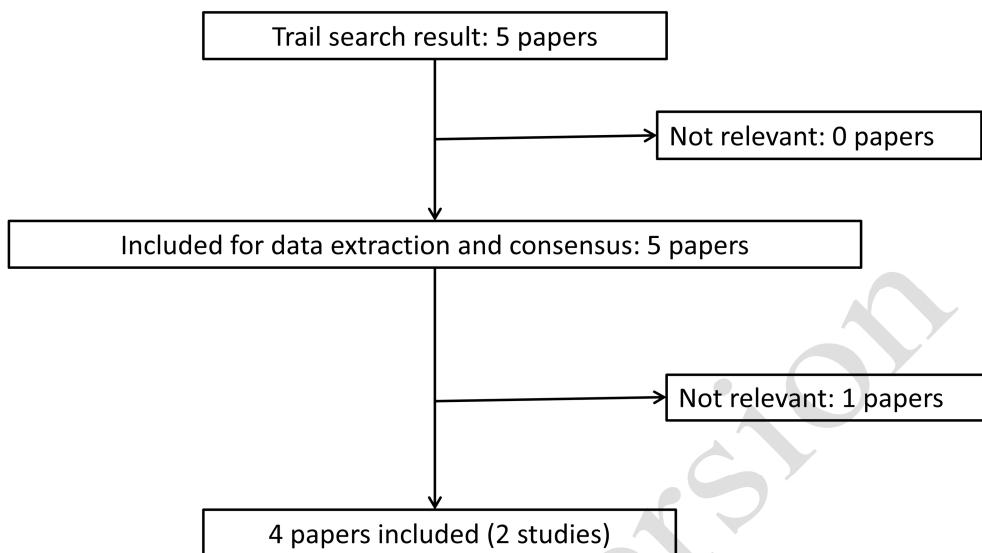 Trail search result: 5 papers
Not relevant: 0 papers
Included for data extraction and consensus: 5 papers
Not relevant: 1 papers
4 papers included (2 studies)